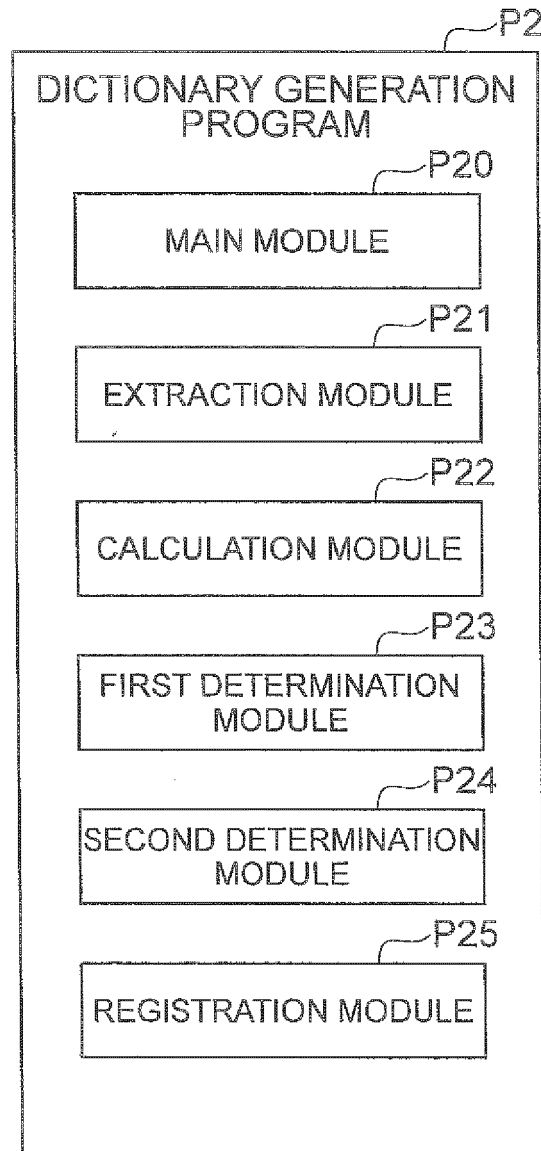 P2
DICTIONARY GENERATION
PROGRAM
P20
MAIN MODULE
P21
EXTRACTION MODULE
P22
CALCULATION MODULE
P23
FIRST DETERMINATION
MODULE
P24
SECOND DETERMINATION
MODULE
P25
REGISTRATION MODULE